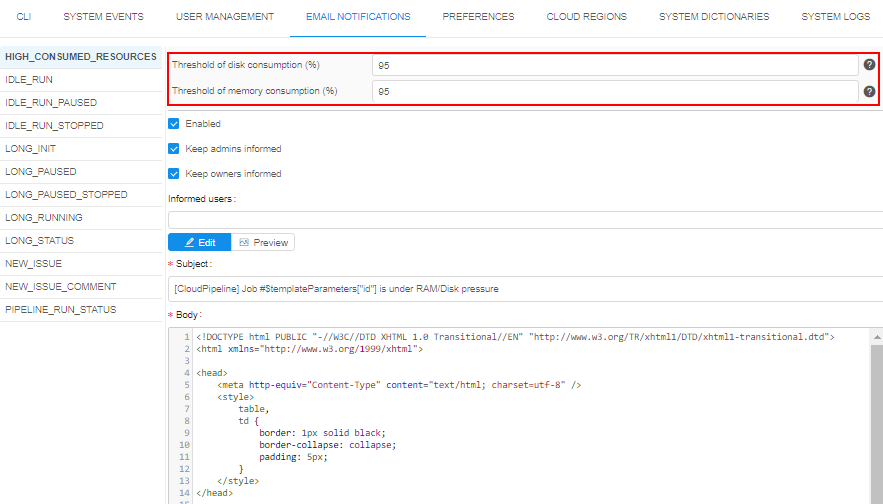 CLI SYSTEM EVENTS USER MANAGEMENT EMAIL NOTIFICATIONS PREFERENCES CLOUD REGIONS SYSTEM DICTIONARIES SYSTEM LOGS
HIGH_CONSUMED_RESOURCES
IDLE_RUN
IDLE_RUN_PAUSED
IDLE_RUN_STOPPED
LONG_INIT
LONG_PAUSED
LONG_PAUSED_STOPPED
LONG_RUNNING
LONG_STATUS
NEW_ISSUE
NEW_ISSUE_COMMENT
PIPELINE_RUN_STATUS
Threshold of disk consumption (%) 95 ?
Threshold of memory consumption (%) 95 ?
Enabled
Keep admins informed
Keep owners informed
Informed users:
Edit Preview
* Subject:
[CloudPipeline] Job #$templateParameters["id"] is under RAM/Disk pressure
* Body:
1 <!DOCTYPE html PUBLIC "-//W3C//DTD XHTML 1.0 Transitional//EN" "http://www.w3.org/TR/xhtml1/DTD/xhtml1-transitional.dtd">
2 <html xmlns="http://www.w3.org/1999/xhtml">
3
4 <head>
5 <meta http-equiv="Content-Type" content="text/html; charset=utf-8" />
6 <style>
7 table,
8 td {
9 border: 1px solid black;
10 border-collapse: collapse;
11 padding: 5px;
12 }
13 </style>
14 </head>
15